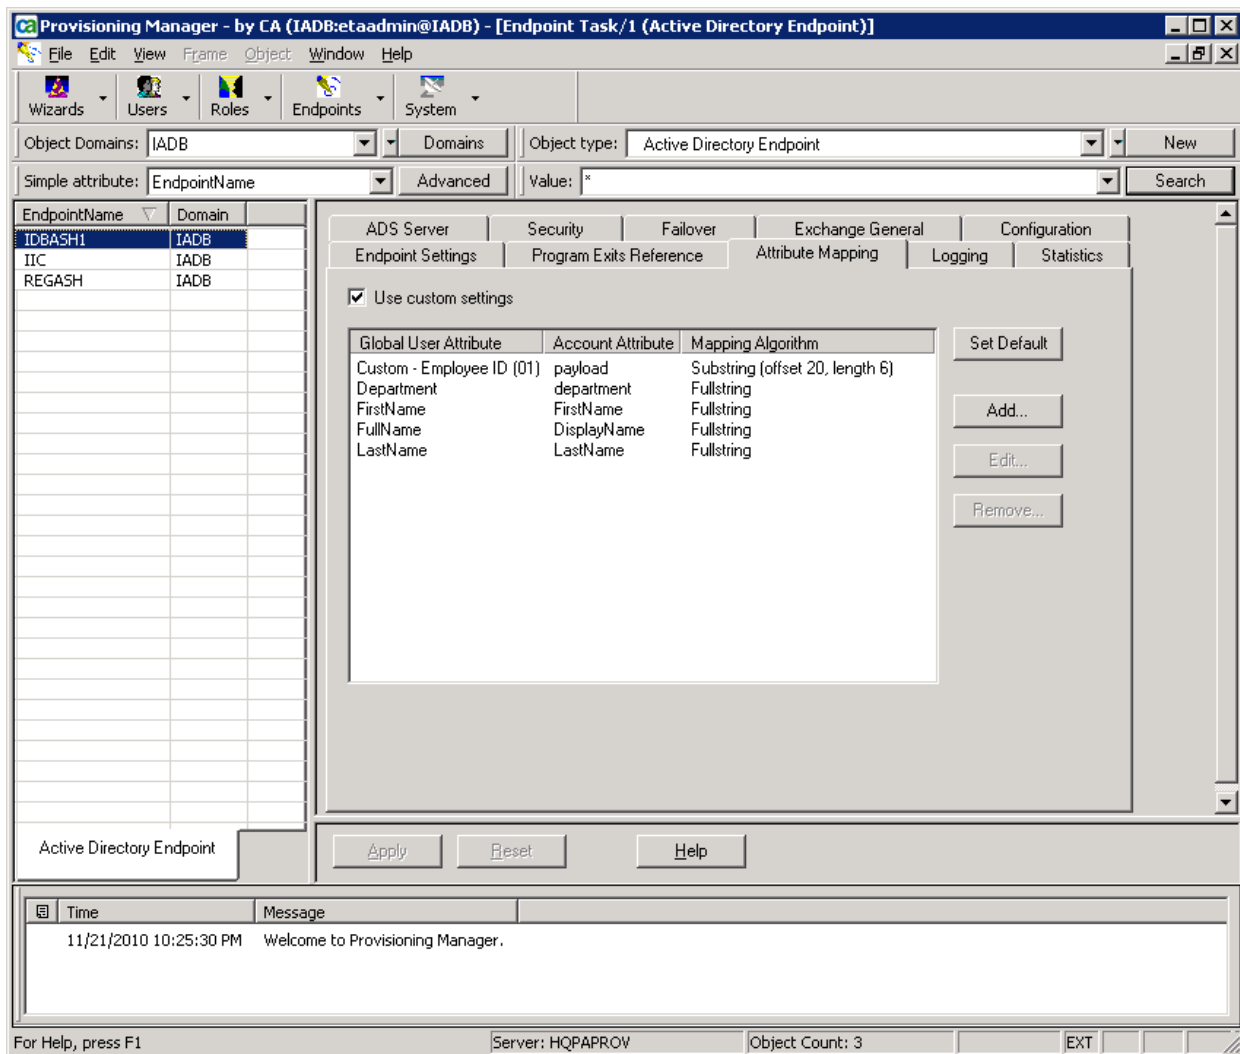 ca Provisioning Manager - by CA (IADB:etaadmin@IADB) - [Endpoint Task/1 (Active Directory Endpoint)]
File Edit View Frame Object Window Help
Wizards Users Roles Endpoints System
Object Domains: IADB Domains Object type: Active Directory Endpoint New
Simple attribute: EndpointName Advanced Value: * Search
EndpointName Domain
IDBASH1 IADB
IIC IADB
REGASH IADB
ADS Server Security Failover Exchange General Configuration
Endpoint Settings Program Exits Reference Attribute Mapping Logging Statistics
Use custom settings
Global User Attribute Account Attribute Mapping Algorithm
Custom - Employee ID (01) payload Substring (offset 20, length 6)
Department department Fullstring
FirstName FirstName Fullstring
FullName DisplayName Fullstring
LastName LastName Fullstring
Set Default
Add...
Edit...
Remove...
Active Directory Endpoint
Apply Reset Help
Time Message
11/21/2010 10:25:30 PM Welcome to Provisioning Manager.
For Help, press F1 Server: HQPAPROV Object Count: 3 EXT